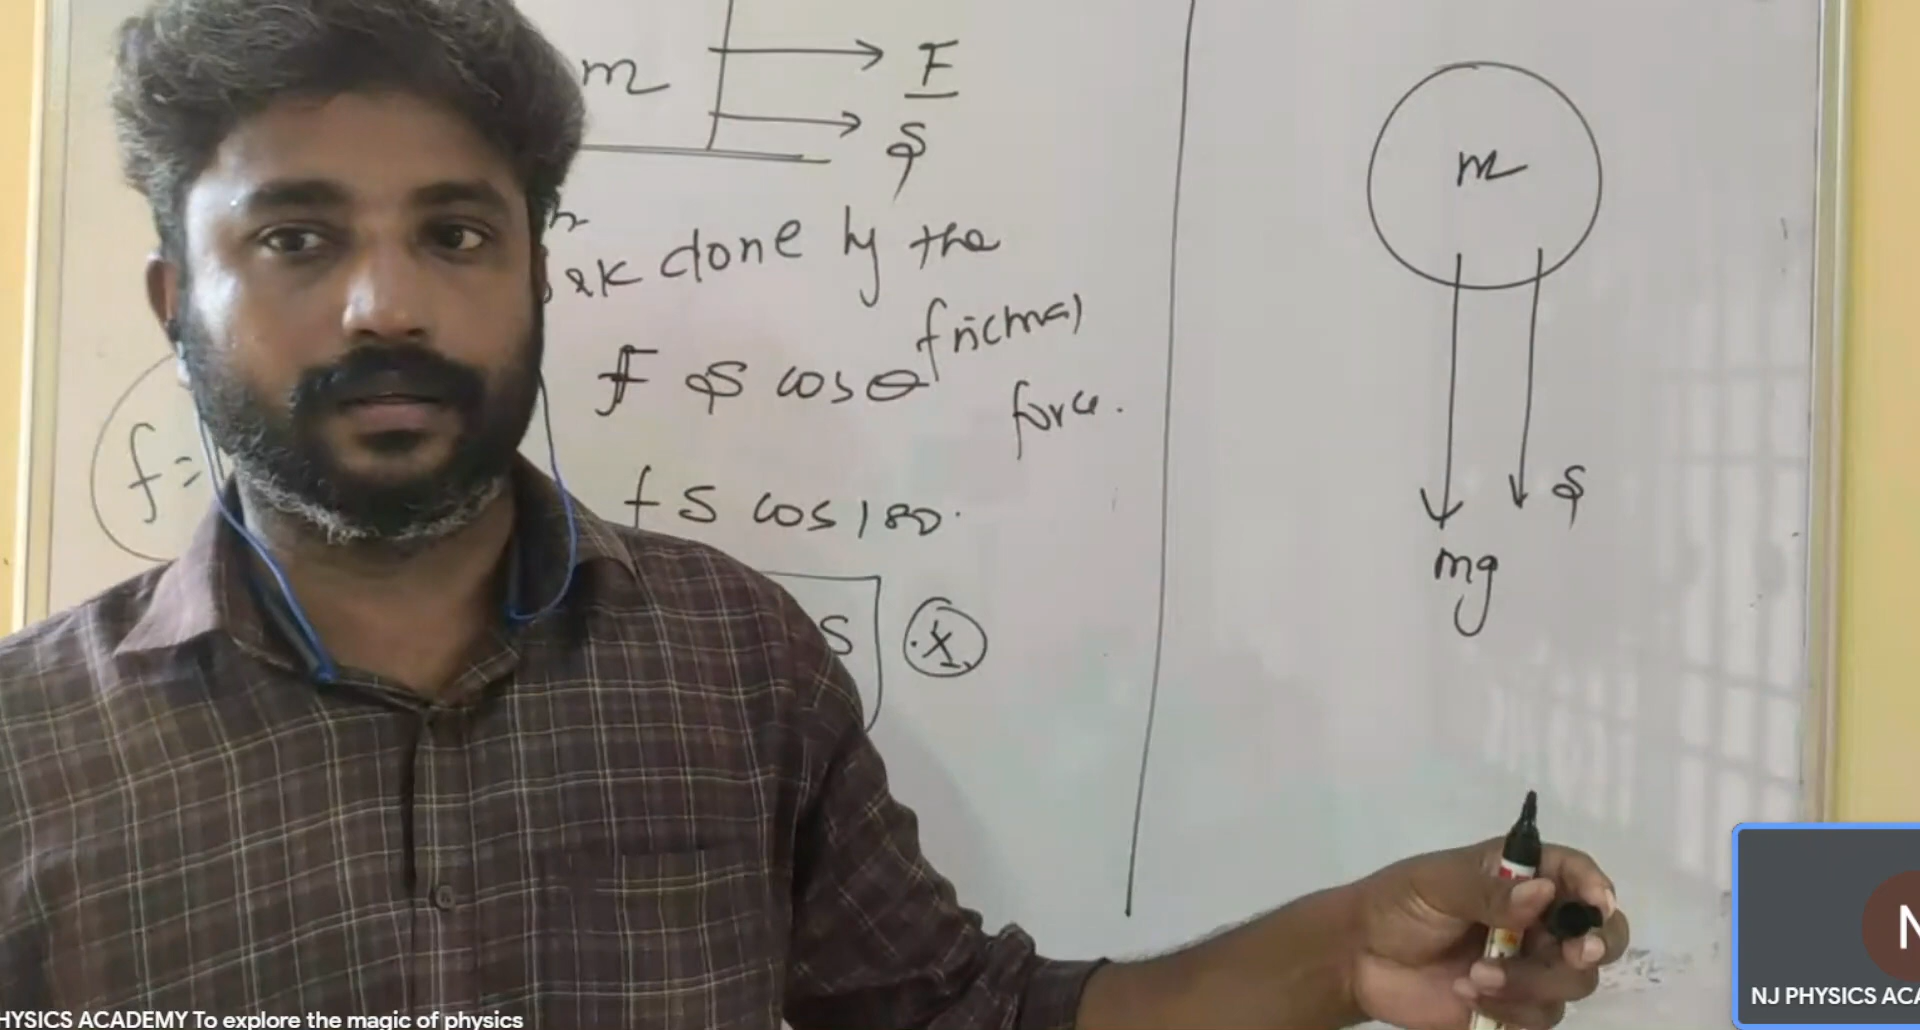 m
F
S
done by the
frictional
F S cos θ
force.
f =
f S cos 180.
S
x
m
S
mg
N
NJ PHYSICS ACA
HYSICS ACADEMY To explore the magic of physics